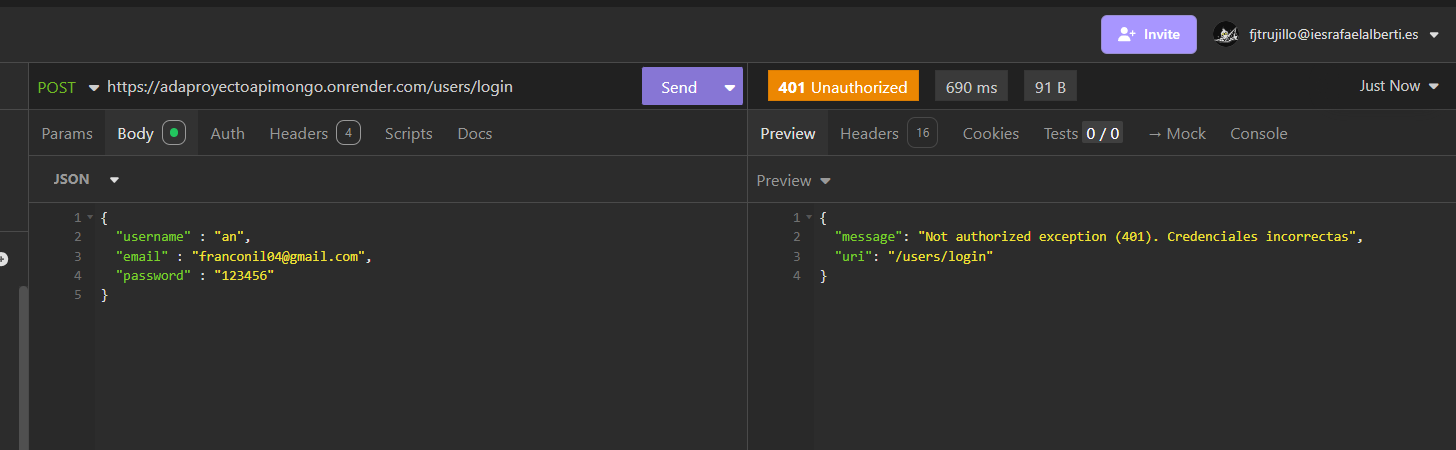 Invite fjtrujillo@iesrafaelalberti.es
POST https://adaproyectoapimongo.onrender.com/users/login Send
401 Unauthorized 690 ms 91 B Just Now
Params Body Auth Headers 4 Scripts Docs
Preview Headers 16 Cookies Tests 0 / 0 → Mock Console
JSON
Preview
1 {
2 "username" : "an",
3 "email" : "franconil04@gmail.com",
4 "password" : "123456"
5 }
1 {
2 "message": "Not authorized exception (401). Credenciales incorrectas",
3 "uri": "/users/login"
4 }